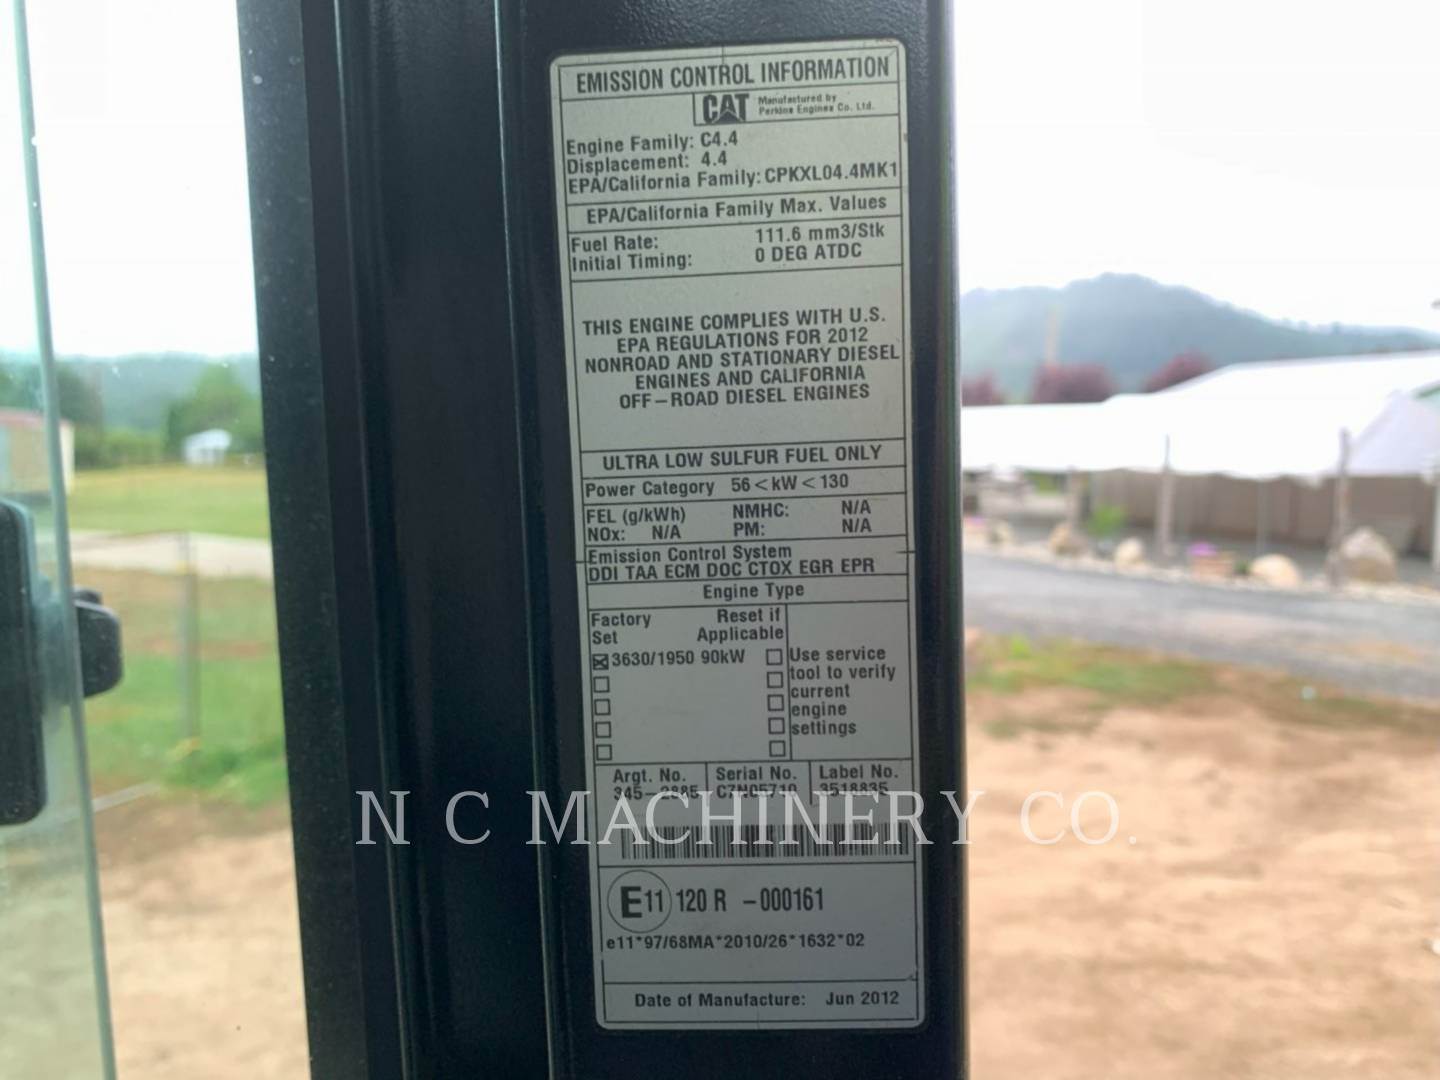 EMISSION CONTROL INFORMATION
CAT Manufactured by
Perkins Engines Co. Ltd.
Engine Family: C4.4
Displacement: 4.4
EPA/California Family: CPKXL04.4MK1
EPA/California Family Max. Values
Fuel Rate: 111.6 mm3/Stk
Initial Timing: 0 DEG ATDC
THIS ENGINE COMPLIES WITH U.S.
EPA REGULATIONS FOR 2012
NONROAD AND STATIONARY DIESEL
ENGINES AND CALIFORNIA
OFF-ROAD DIESEL ENGINES
ULTRA LOW SULFUR FUEL ONLY
Power Category 56<kW<130
FEL (g/kWh) NMHC: N/A
NOx: N/A PM: N/A
Emission Control System
DDI TAA ECM DOC CTOX EGR EPR
Engine Type
Factory Reset if
Set Applicable
3630/1950 90kW
Use service
tool to verify
current
engine
settings
Argt. No. Serial No. Label No.
345-2885 C7N05710 3518835
N C MACHINERY CO.
E11 120 R -000161
e11*97/68MA*2010/26*1632*02
Date of Manufacture: Jun 2012